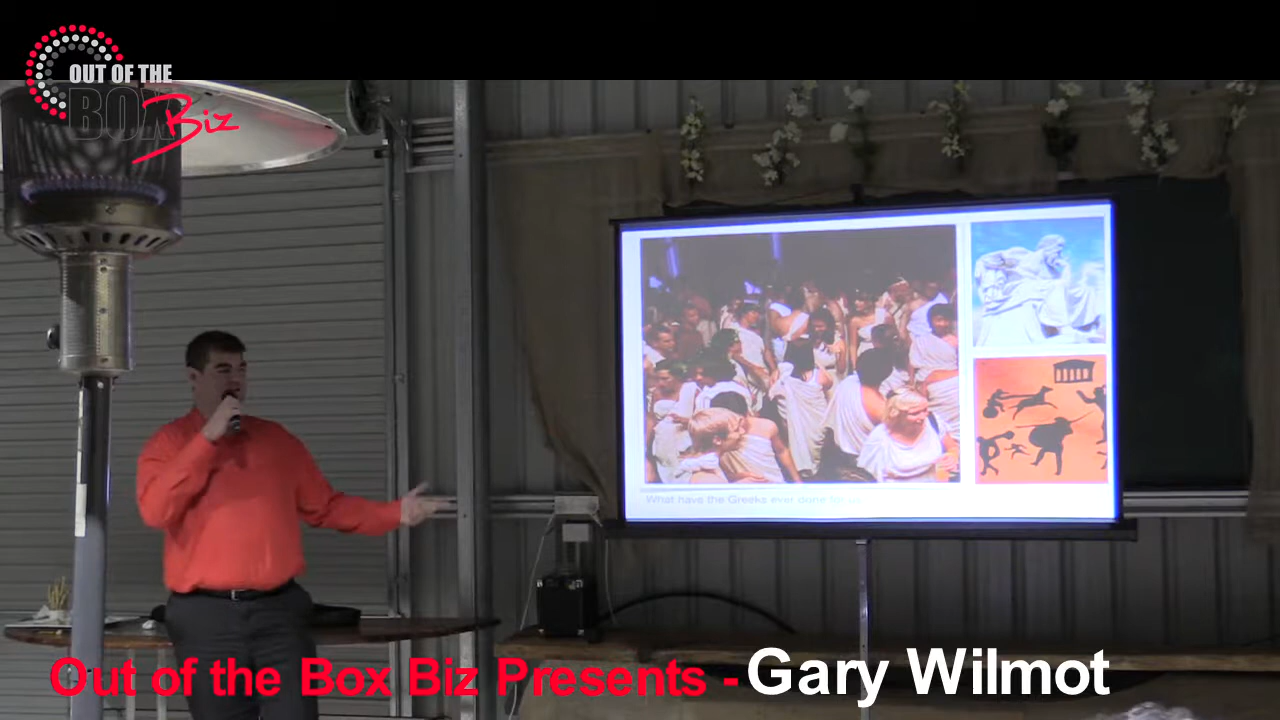 OUT OF THE
BOX Biz
What have the Greeks ever done for us
Out of the Box Biz Presents - Gary Wilmot